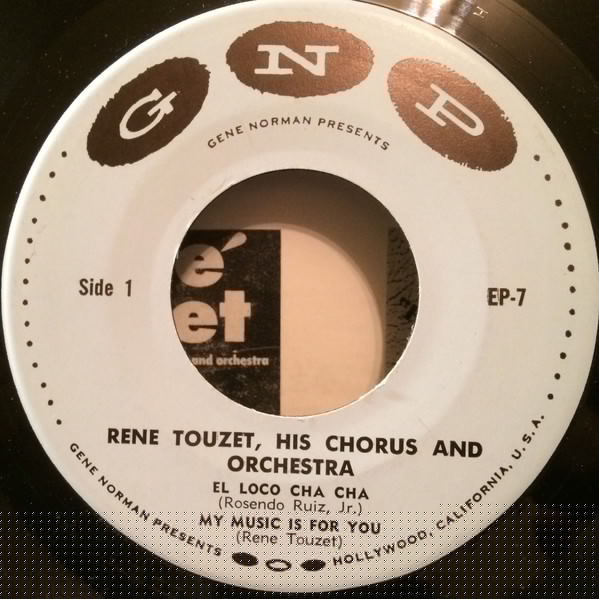 G N P
GENE NORMAN PRESENTS
Side 1
EP-7
é
et
and orchestra
RENE TOUZET, HIS CHORUS AND
ORCHESTRA
EL LOCO CHA CHA
(Rosendo Ruiz, Jr.)
MY MUSIC IS FOR YOU
(Rene Touzet)
GENE NORMAN PRESENTS
HOLLYWOOD, CALIFORNIA, U.S.A.